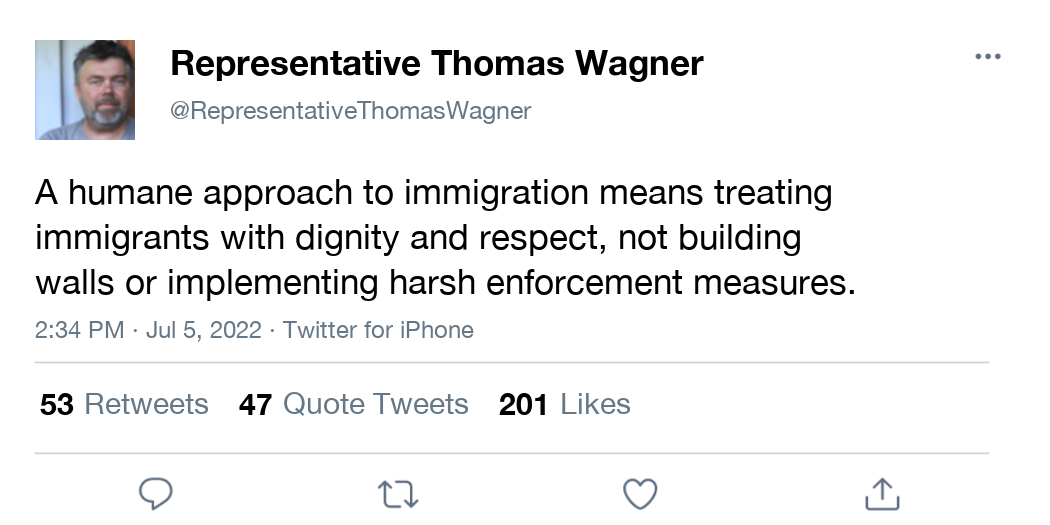 Representative Thomas Wagner
@RepresentativeThomasWagner
A humane approach to immigration means treating
immigrants with dignity and respect, not building
walls or implementing harsh enforcement measures.
2:34 PM · Jul 5, 2022 · Twitter for iPhone
53 Retweets 47 Quote Tweets 201 Likes